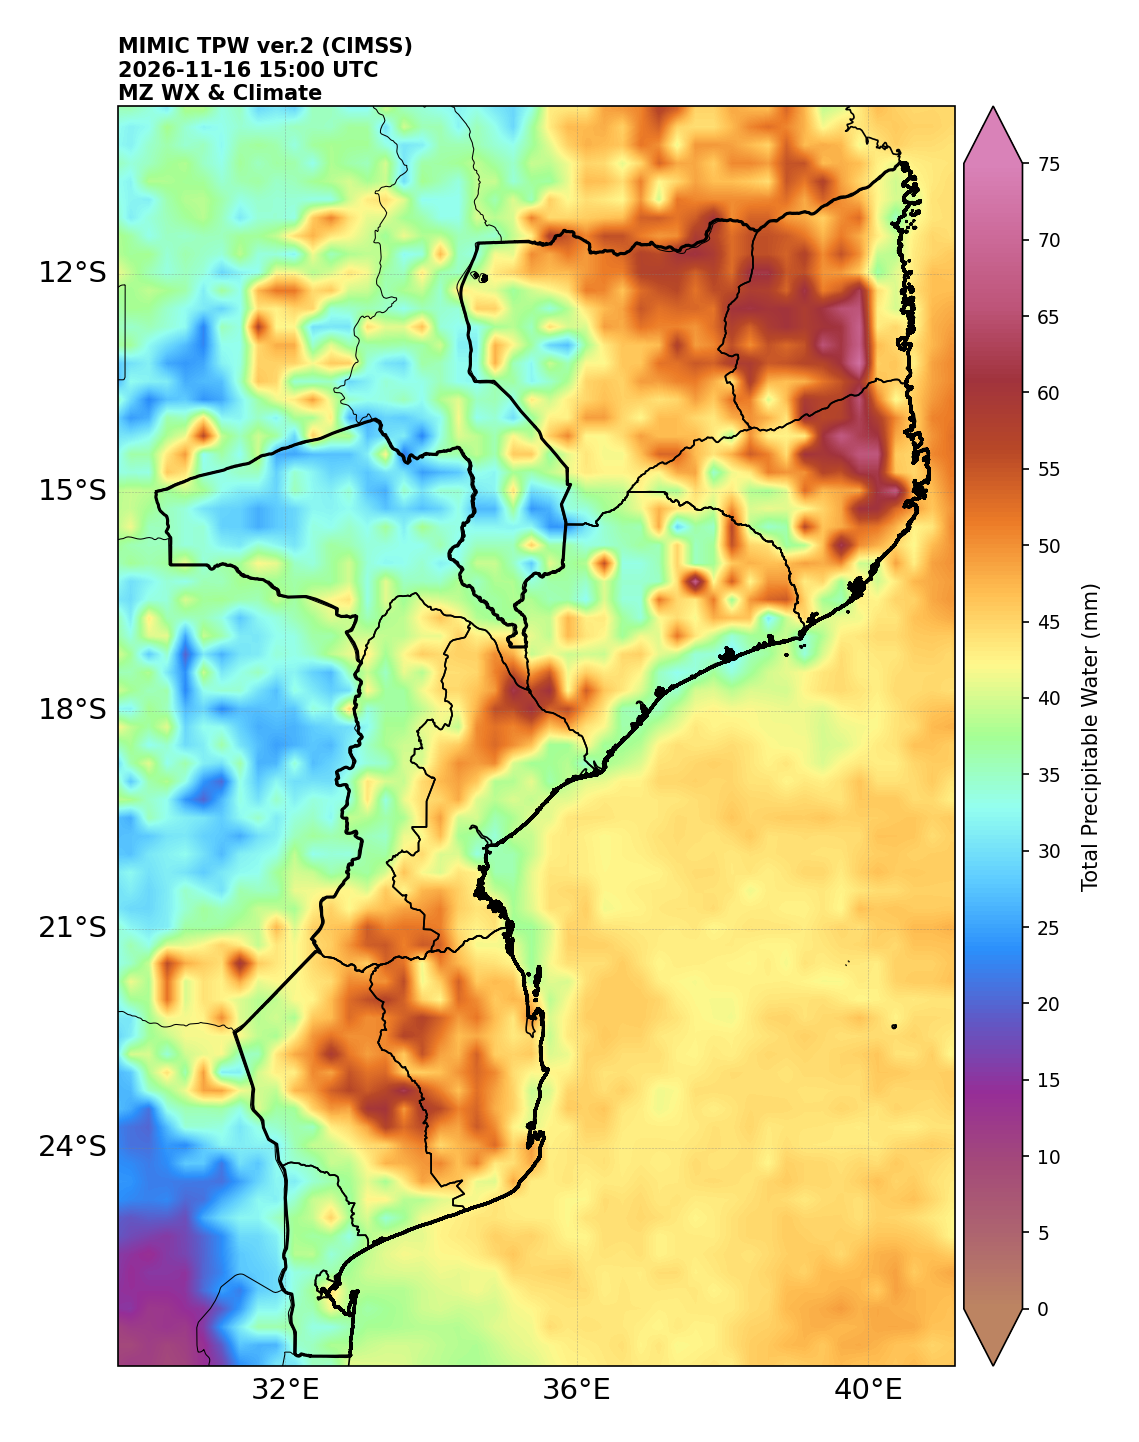 MIMIC TPW ver.2 (CIMSS)
2026-11-16 15:00 UTC
MZ WX & Climate
12°S
15°S
18°S
21°S
24°S
32°E
36°E
40°E
75
70
65
60
55
50
45
40
35
30
25
20
15
10
5
0
Total Precipitable Water (mm)